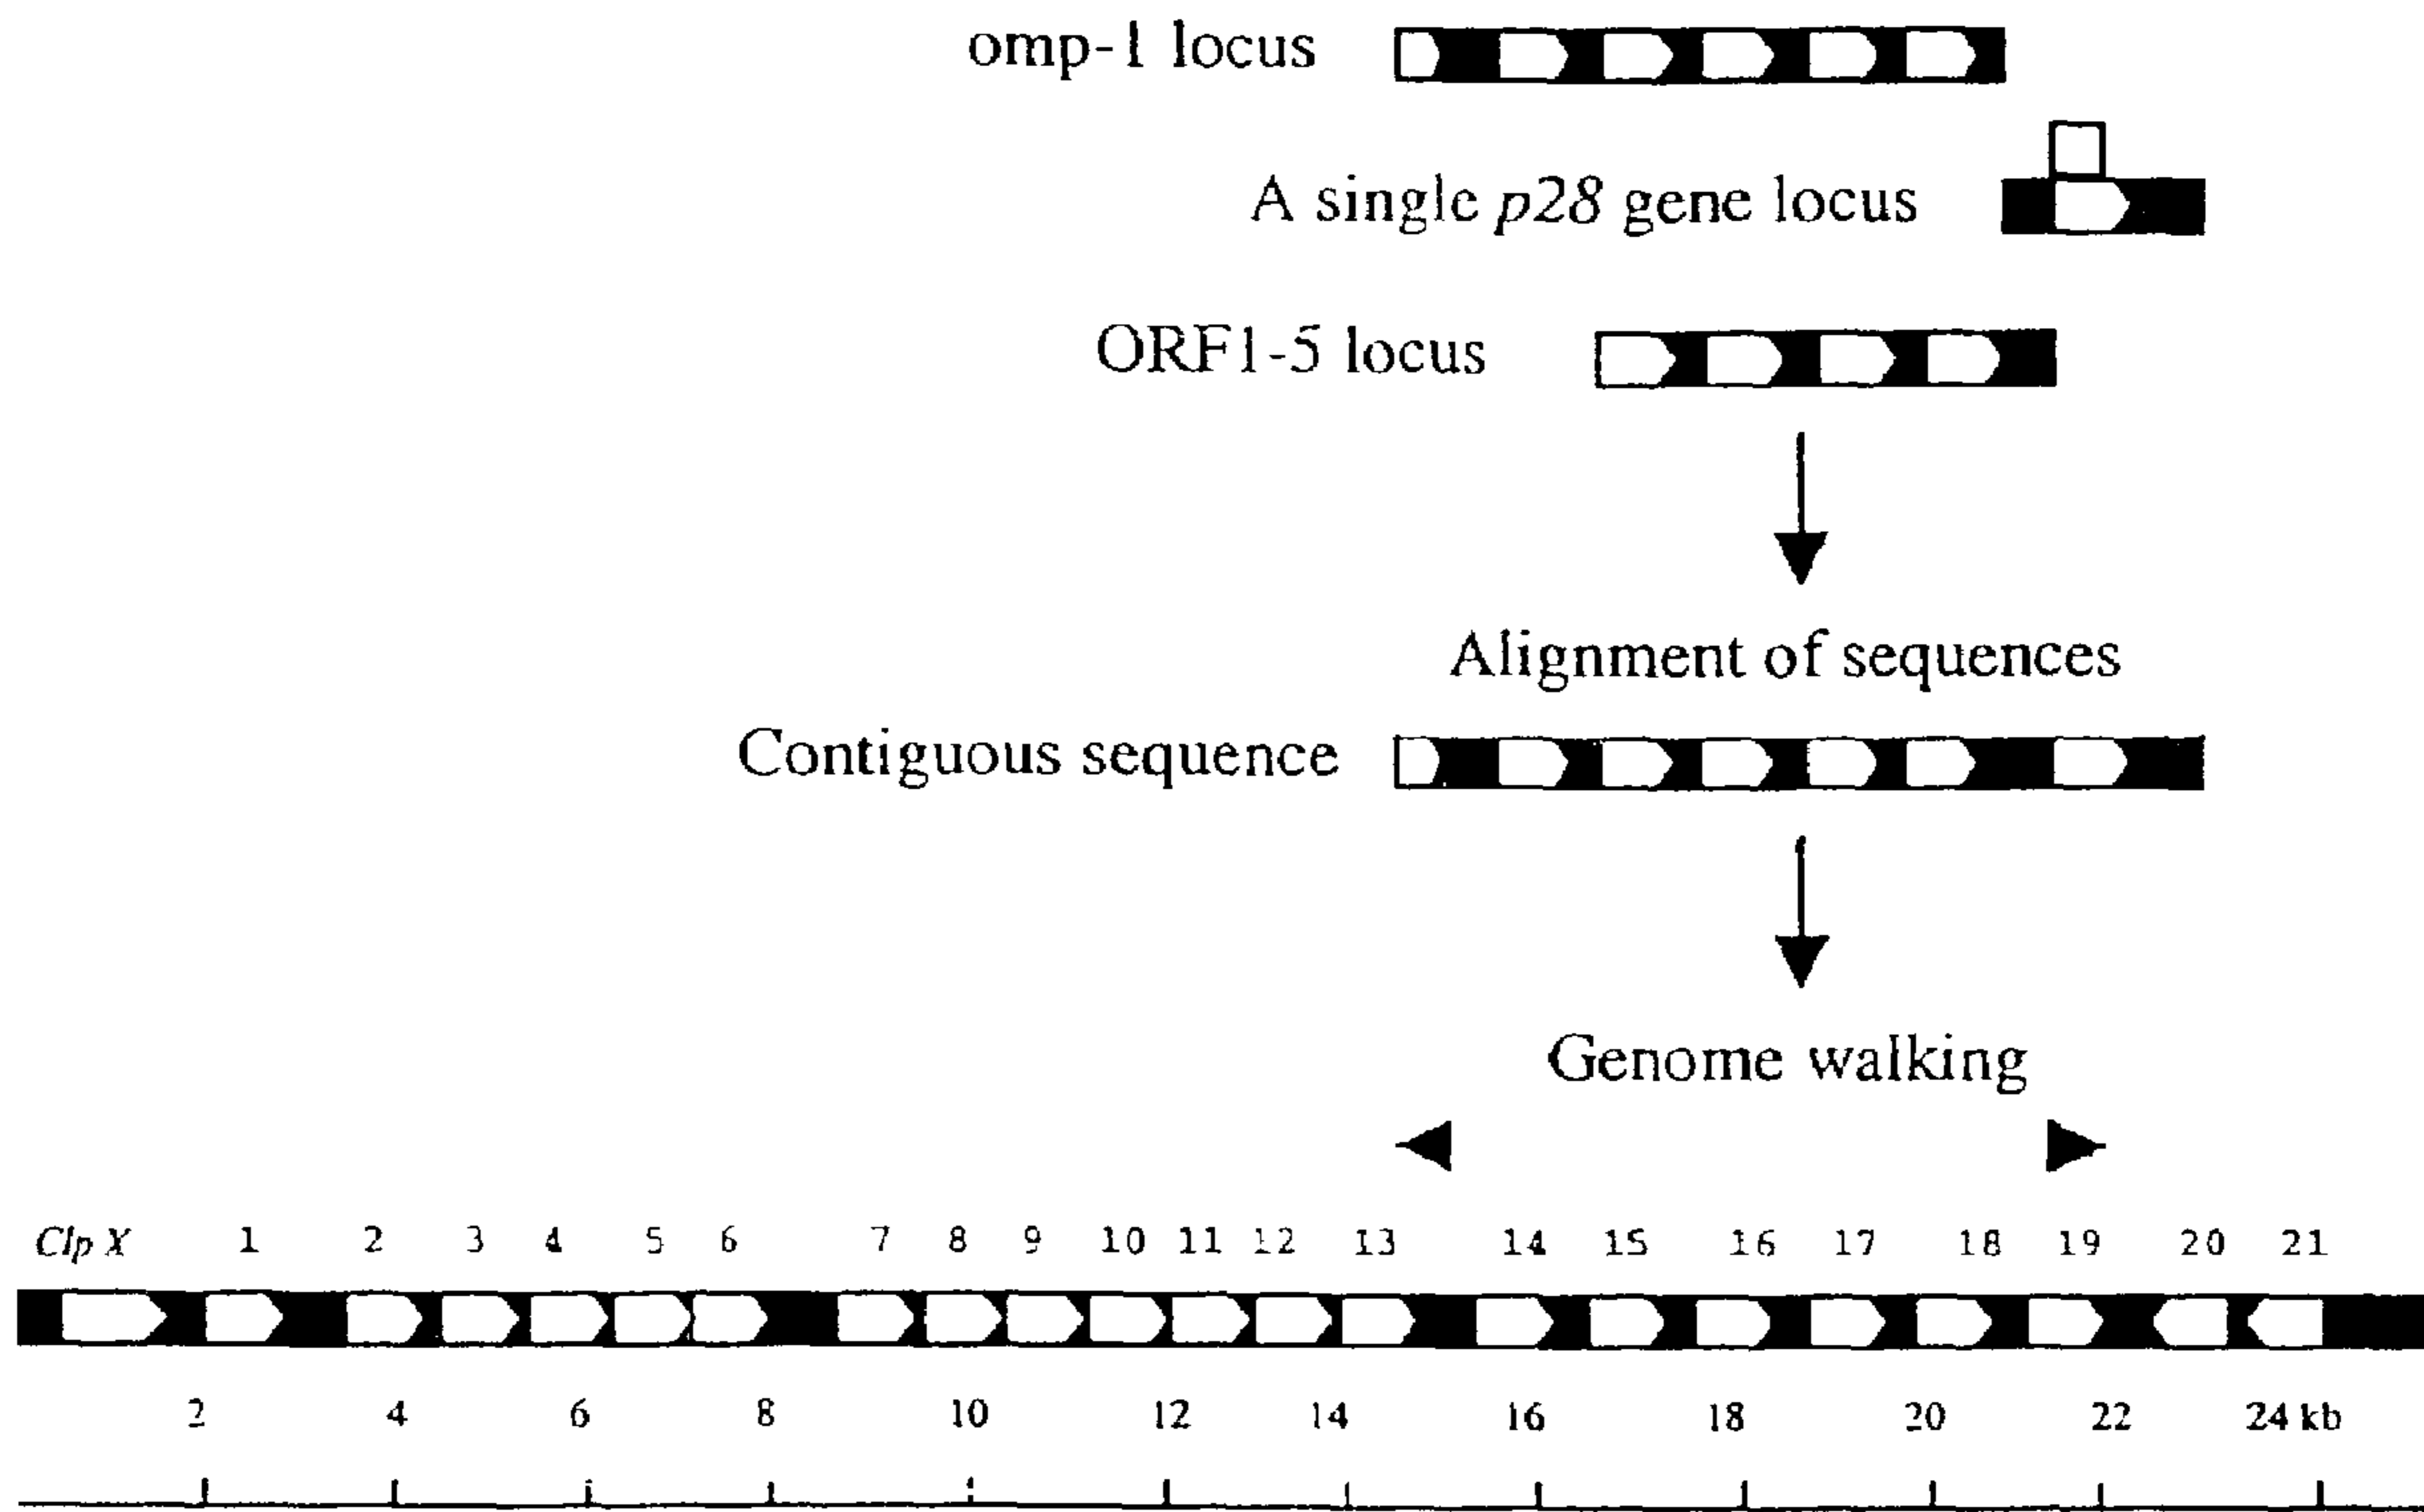 omp-1 locus
A single p28 gene locus
ORF1-5 locus
Alignment of sequences
Contiguous sequence
Genome walking
Clp X 1 2 3 4 5 6 7 8 9 10 11 12 13 14 15 16 17 18 19 20 21
2 4 6 8 10 12 14 16 18 20 22 24 kb